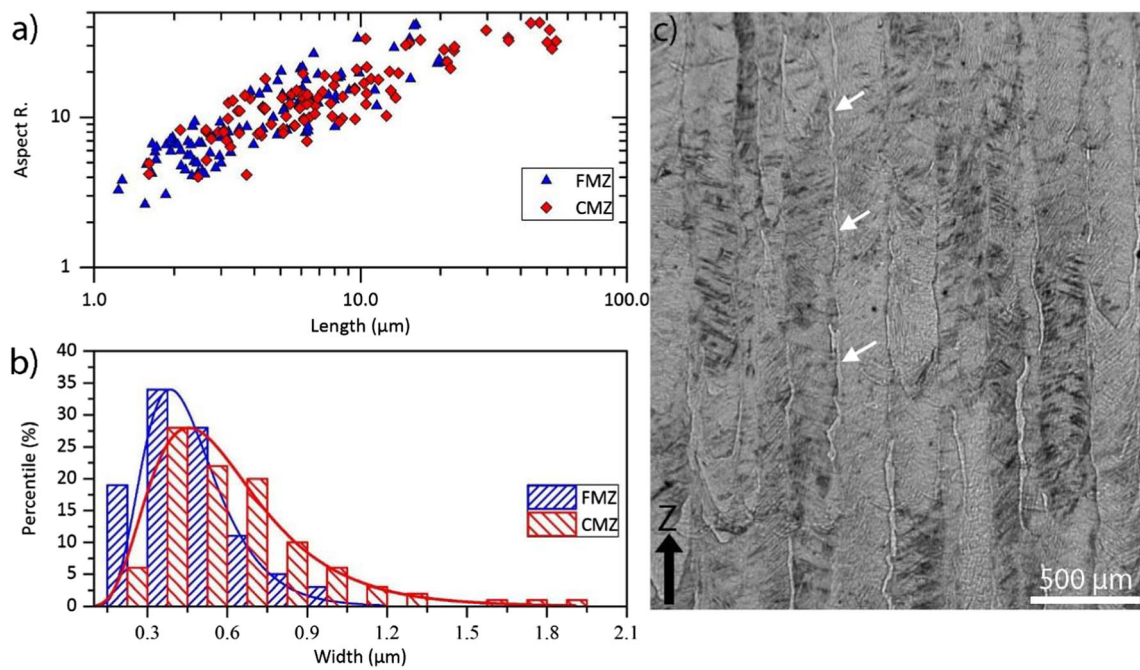 a)
Aspect R.
10
1
1.0
10.0
100.0
Length (µm)
FMZ
CMZ
b)
Percentile (%)
40
35
30
25
20
15
10
5
0
0.3
0.6
0.9
1.2
1.5
1.8
2.1
Width (µm)
FMZ
CMZ
c)
Z
500 µm